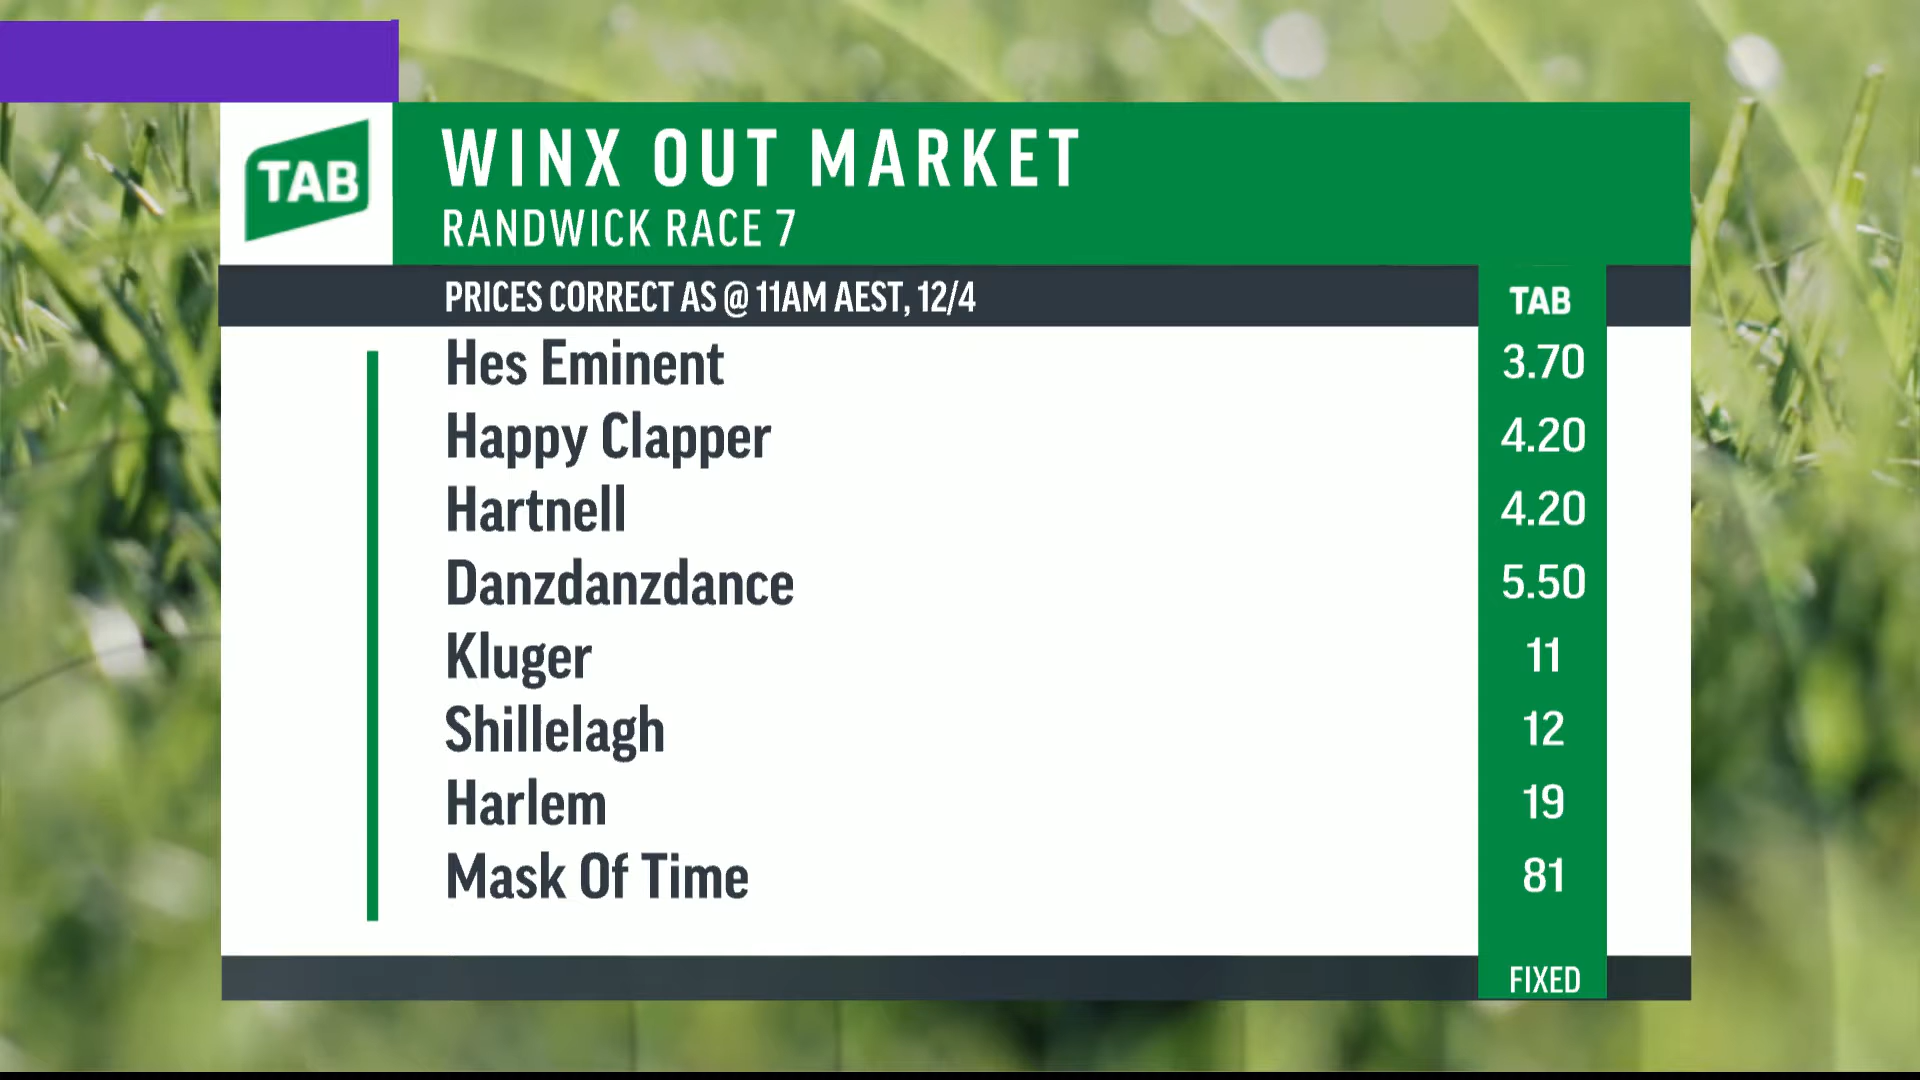 TAB
WINX OUT MARKET
RANDWICK RACE 7
PRICES CORRECT AS @ 11AM AEST, 12/4 TAB
Hes Eminent 3.70
Happy Clapper 4.20
Hartnell 4.20
Danzdanzdance 5.50
Kluger 11
Shillelagh 12
Harlem 19
Mask Of Time 81
FIXED